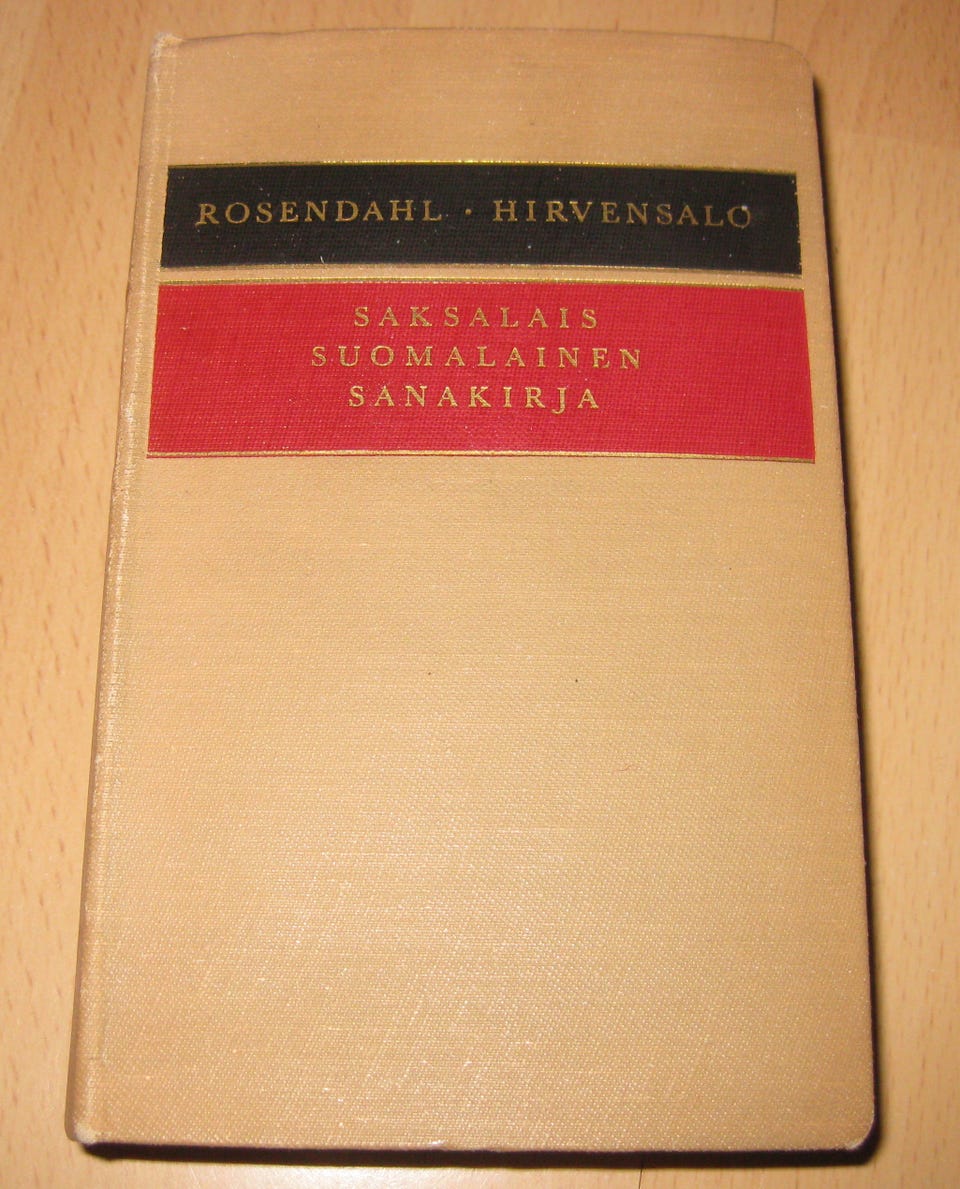 ROSENDAHL · HIRVENSALO
SAKSALAIS
SUOMALAINEN
SANAKIRJA